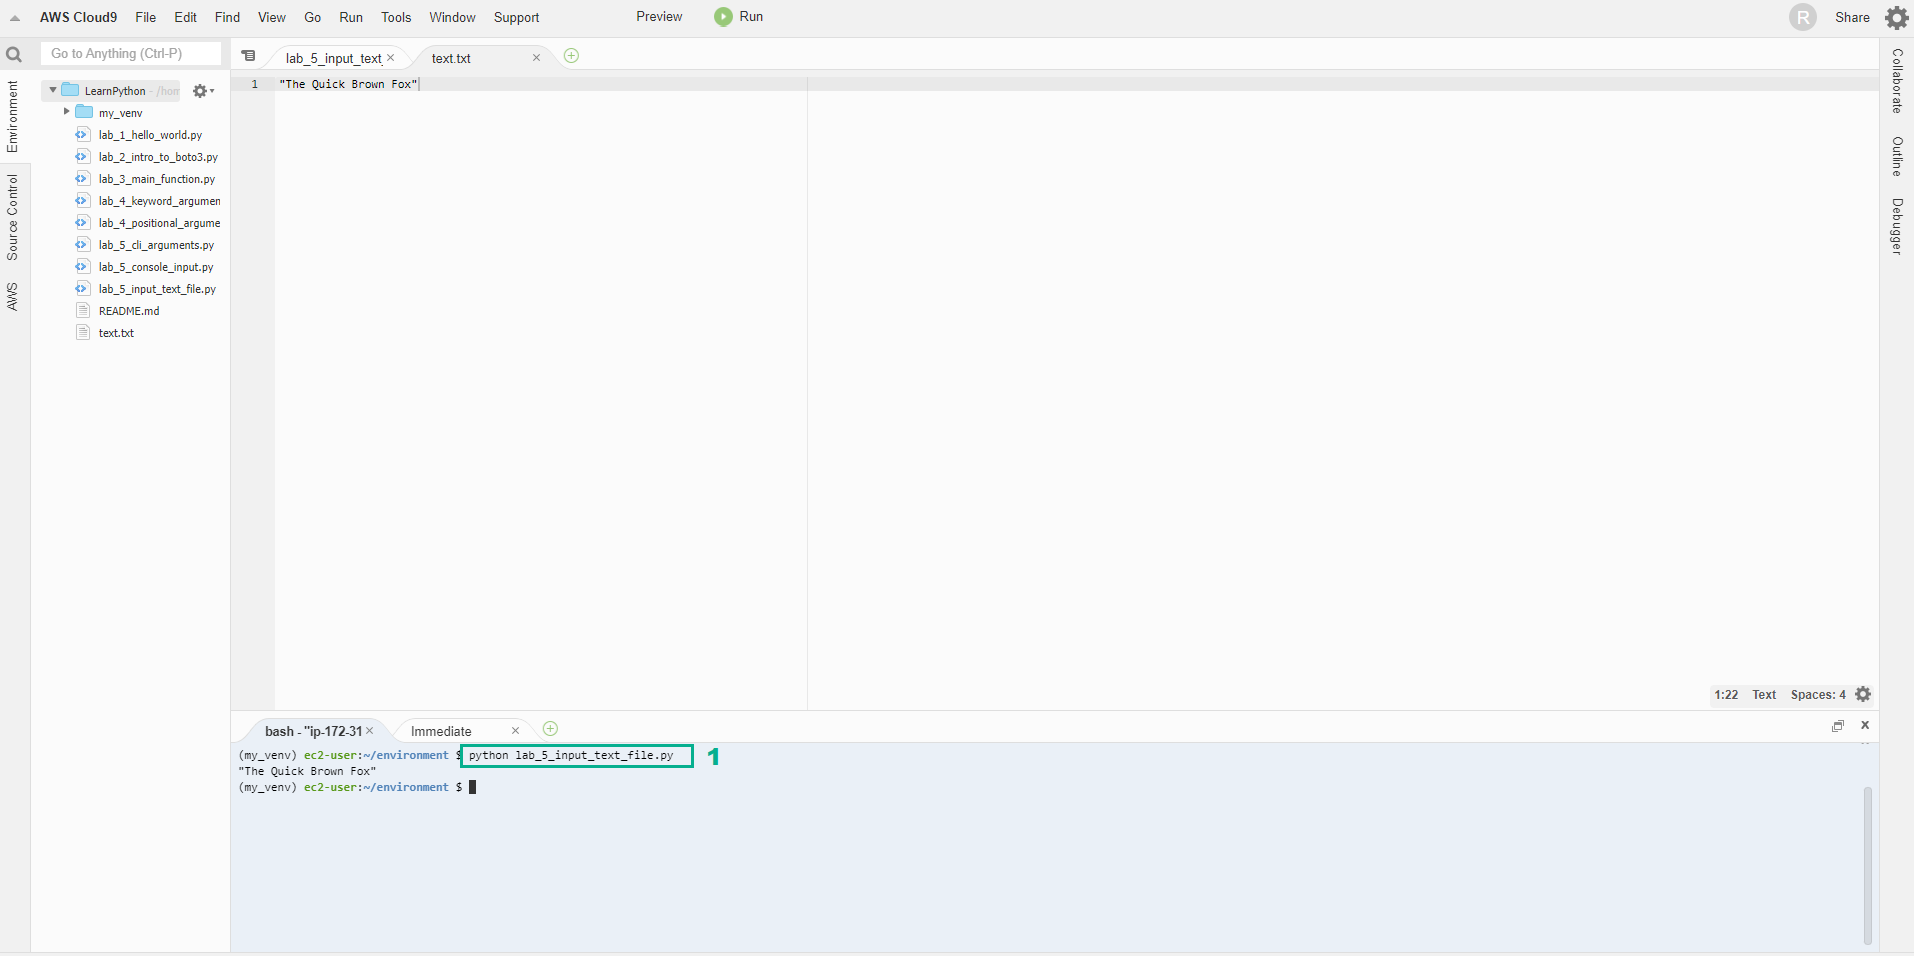 AWS Cloud9 File Edit Find View Go Run Tools Window Support Preview Run R Share
Go to Anything (Ctrl-P)
lab_5_input_text_ text.txt
Environment
Source Control
AWS
LearnPython - /hom
my_venv
lab_1_hello_world.py
lab_2_intro_to_boto3.py
lab_3_main_function.py
lab_4_keyword_argumen
lab_4_positional_argume
lab_5_cli_arguments.py
lab_5_console_input.py
lab_5_input_text_file.py
README.md
text.txt
1 "The Quick Brown Fox"
Collaborate
Outline
Debugger
1:22 Text Spaces: 4
bash - "ip-172-31 Immediate
(my_venv) ec2-user:~/environment $ python lab_5_input_text_file.py 1
"The Quick Brown Fox"
(my_venv) ec2-user:~/environment $